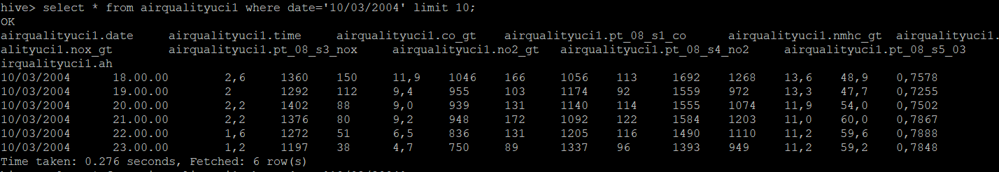 hive> select * from airqualityuci1 where date='10/03/2004' limit 10;
OK
airqualityuci1.date airqualityuci1.time airqualityuci1.co_gt airqualityuci1.pt_08_s1_co airqualityuci1.nmhc_gt airqualityuci1.
alityuci1.nox_gt airqualityuci1.pt_08_s3_nox airqualityuci1.no2_gt airqualityuci1.pt_08_s4_no2 airqualityuci1.pt_08_s5_03
irqualityuci1.ah
10/03/2004 18.00.00 2,6 1360 150 11,9 1046 166 1056 113 1692 1268 13,6 48,9 0,7578
10/03/2004 19.00.00 2 1292 112 9,4 955 103 1174 92 1559 972 13,3 47,7 0,7255
10/03/2004 20.00.00 2,2 1402 88 9,0 939 131 1140 114 1555 1074 11,9 54,0 0,7502
10/03/2004 21.00.00 2,2 1376 80 9,2 948 172 1092 122 1584 1203 11,0 60,0 0,7867
10/03/2004 22.00.00 1,6 1272 51 6,5 836 131 1205 116 1490 1110 11,2 59,6 0,7888
10/03/2004 23.00.00 1,2 1197 38 4,7 750 89 1337 96 1393 949 11,2 59,2 0,7848
Time taken: 0.276 seconds, Fetched: 6 row(s)